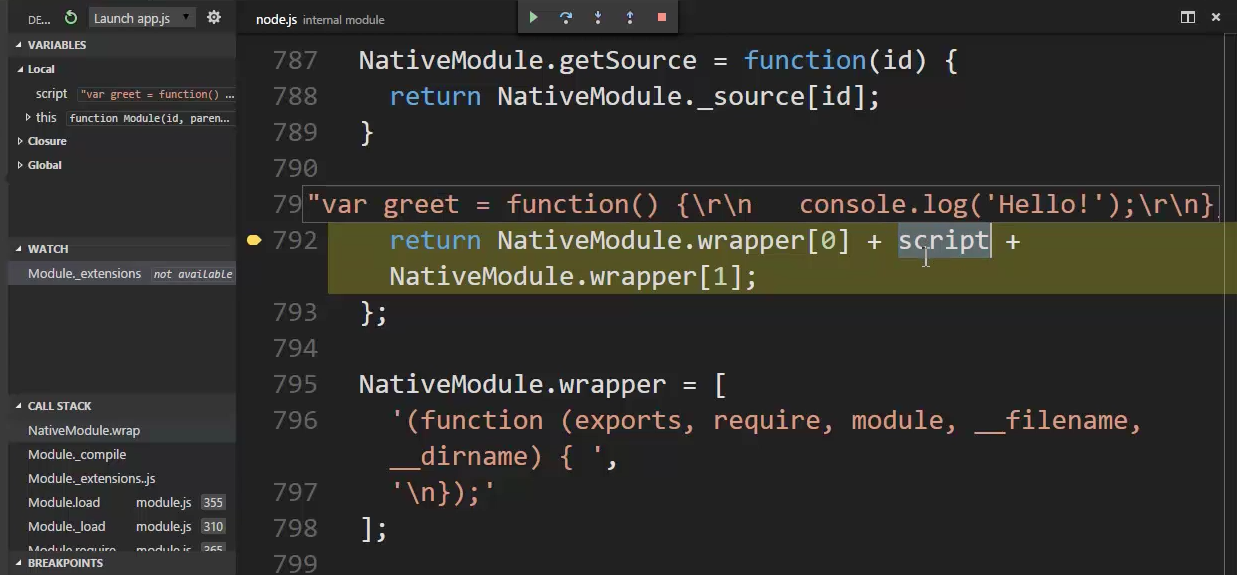 DE... Launch app.js
VARIABLES
Local
script "var greet = function() ...
this function Module(id, paren...
Closure
Global
WATCH
Module._extensions not available
CALL STACK
NativeModule.wrap
Module._compile
Module._extensions..js
Module.load module.js 355
Module._load module.js 310
Module.require module.js 365
BREAKPOINTS
node.js internal module
787 NativeModule.getSource = function(id) {
788 return NativeModule._source[id];
789 }
790
79 "var greet = function() {\r\n   console.log('Hello!');\r\n}
792 return NativeModule.wrapper[0] + script +
NativeModule.wrapper[1];
793 };
794
795 NativeModule.wrapper = [
796 '(function (exports, require, module, __filename,
__dirname) { ',
797 '\n});'
798 ];
799